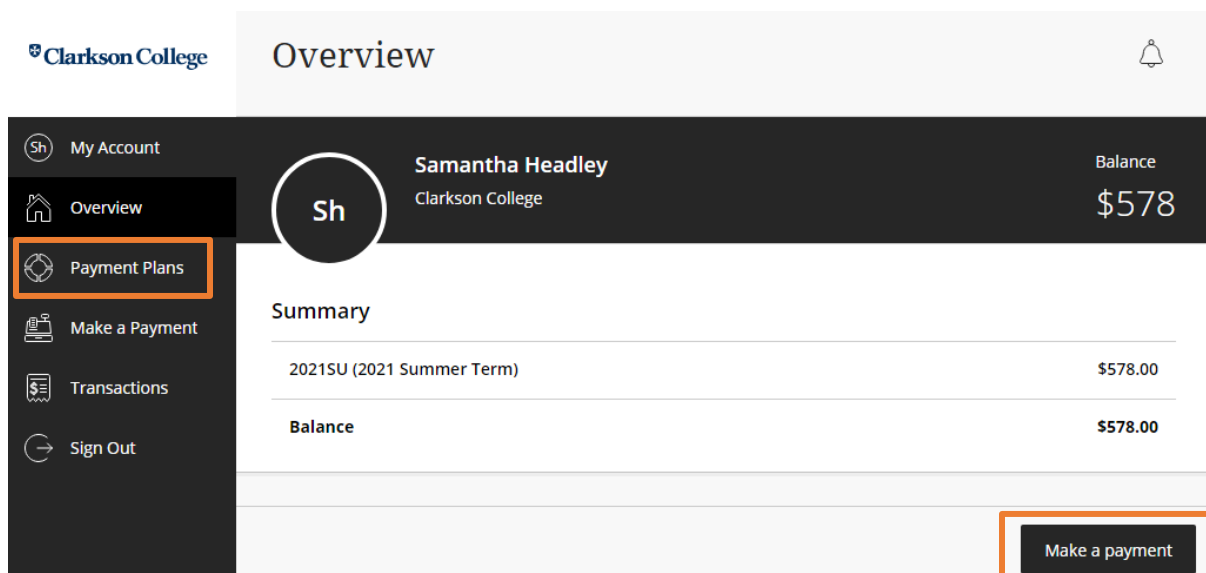 Clarkson College
Overview
Sh My Account
Overview
Payment Plans
Make a Payment
Transactions
Sign Out
Sh
Samantha Headley
Clarkson College
Balance
$578
Summary
2021SU (2021 Summer Term) $578.00
Balance $578.00
Make a payment